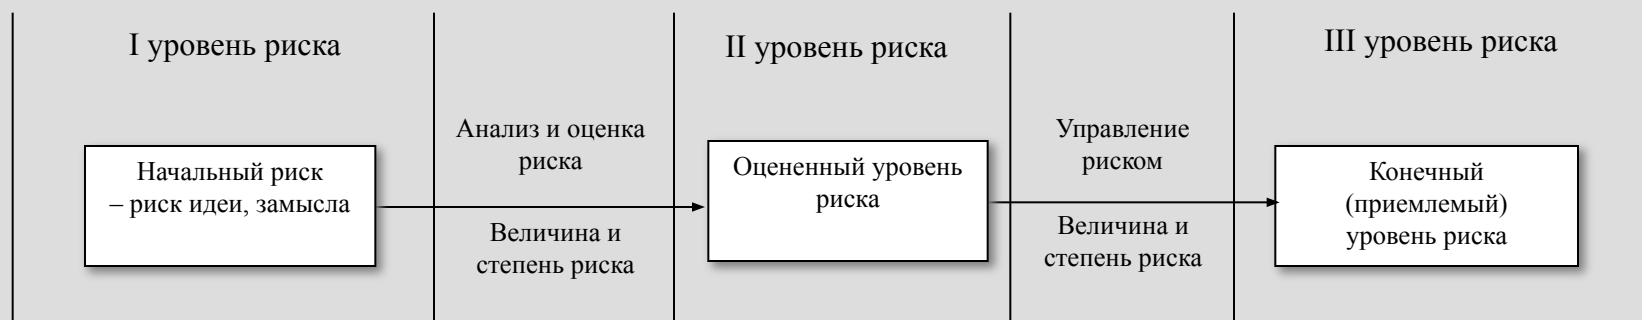 I уровень риска
II уровень риска
III уровень риска
Начальный риск
– риск идеи, замысла
Анализ и оценка
риска
Величина и
степень риска
Оцененный уровень
риска
Управление
риском
Величина и
степень риска
Конечный
(приемлемый)
уровень риска